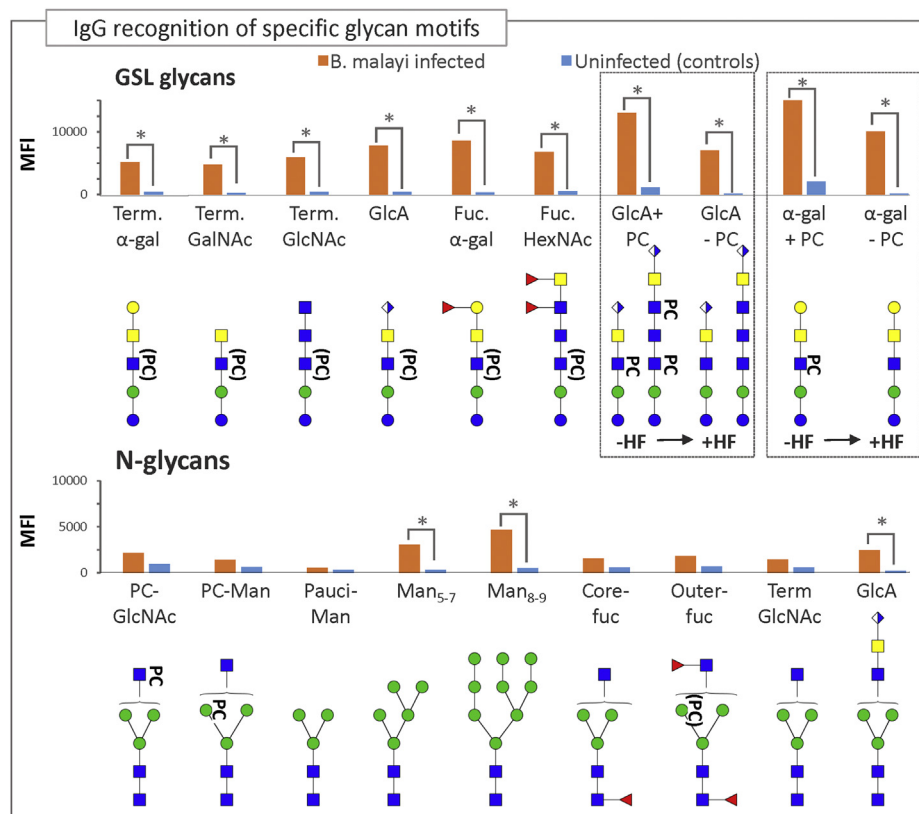 IgG recognition of specific glycan motifs
B. malayi infected
Uninfected (controls)
GSL glycans
MFI
10000
0
* * * * * * * * * *
Term. Term. Term. GlcA Fuc. Fuc. GlcA+ GlcA α-gal α-gal
α-gal GalNAc GlcNAc α-gal HexNAc PC - PC + PC - PC
PC
(PC) (PC) (PC) (PC) (PC) (PC) PC PC PC
-HF +HF -HF +HF
N-glycans
MFI
10000
5000
0
* * *
PC- PC-Man Pauci- Man5-7 Man8-9 Core- Outer- Term GlcA
GlcNAc Man fuc fuc GlcNAc
PC
PC (PC)